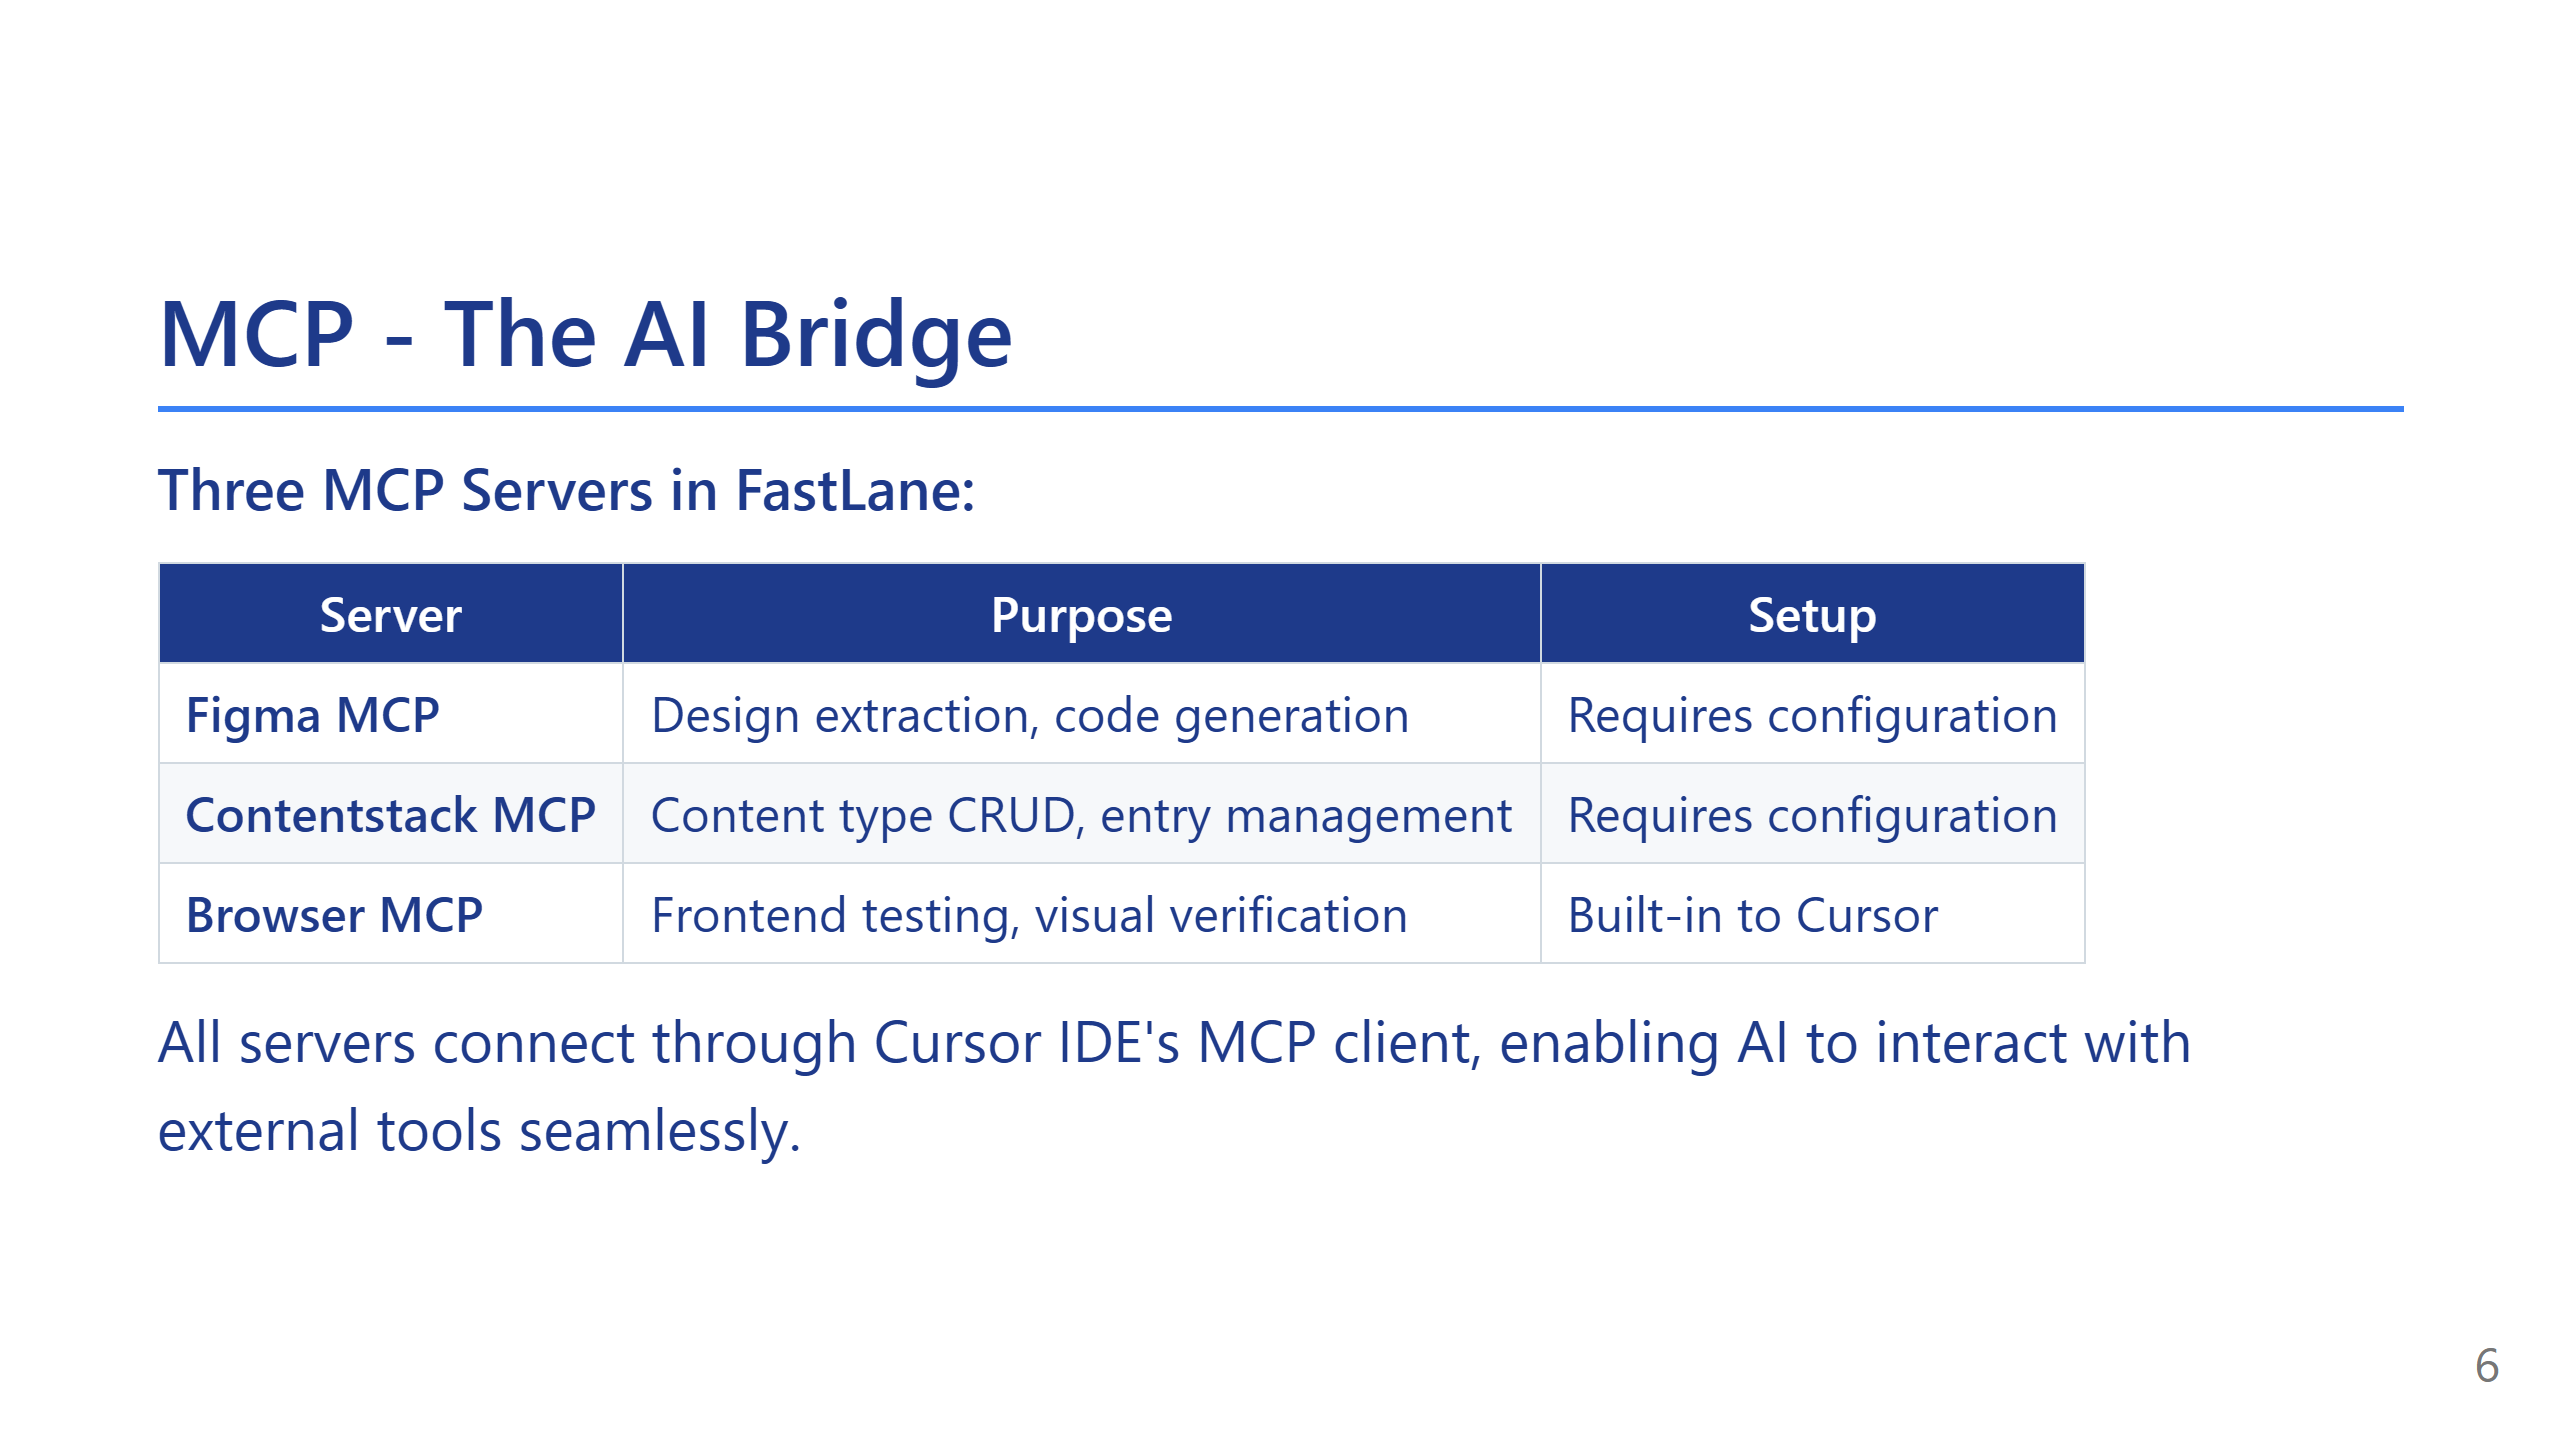 MCP - The AI Bridge
Three MCP Servers in FastLane:
Server Purpose Setup
Figma MCP Design extraction, code generation Requires configuration
Contentstack MCP Content type CRUD, entry management Requires configuration
Browser MCP Frontend testing, visual verification Built-in to Cursor
All servers connect through Cursor IDE's MCP client, enabling AI to interact with
external tools seamlessly.
6